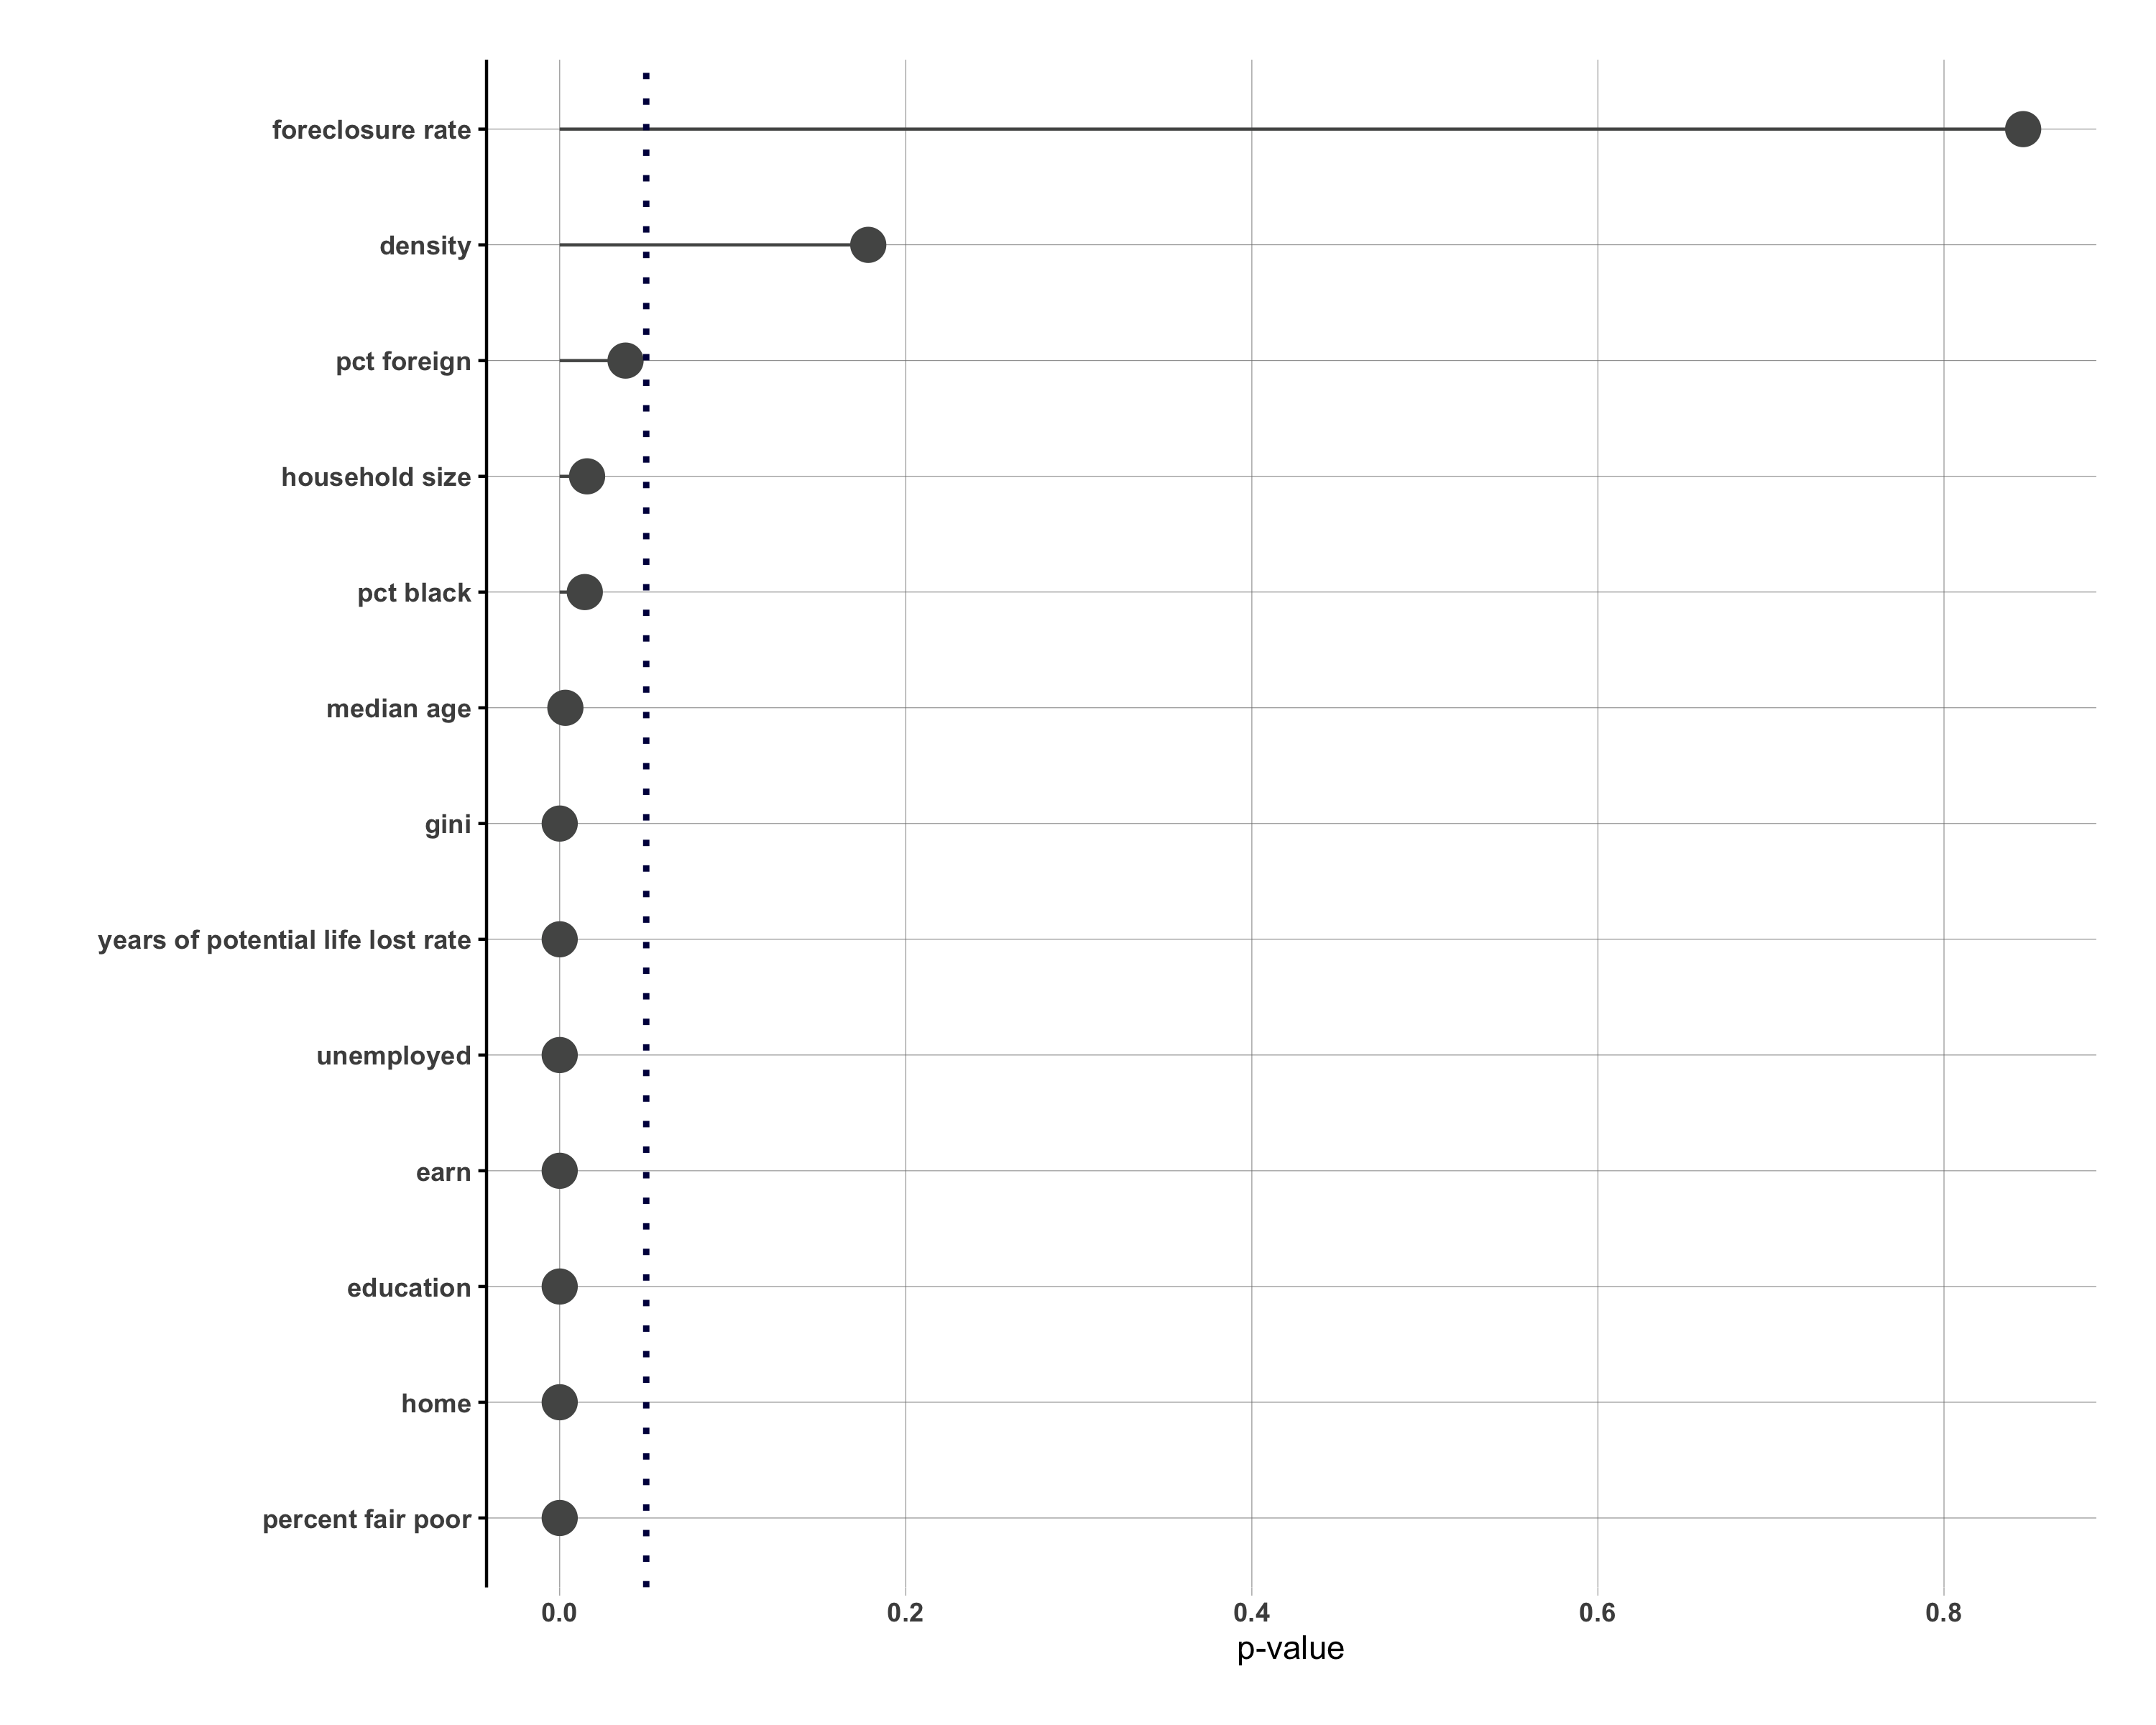 foreclosure rate
density
pct foreign
household size
pct black
median age
gini
years of potential life lost rate
unemployed
earn
education
home
percent fair poor
0.0 0.2 0.4 0.6 0.8
p-value